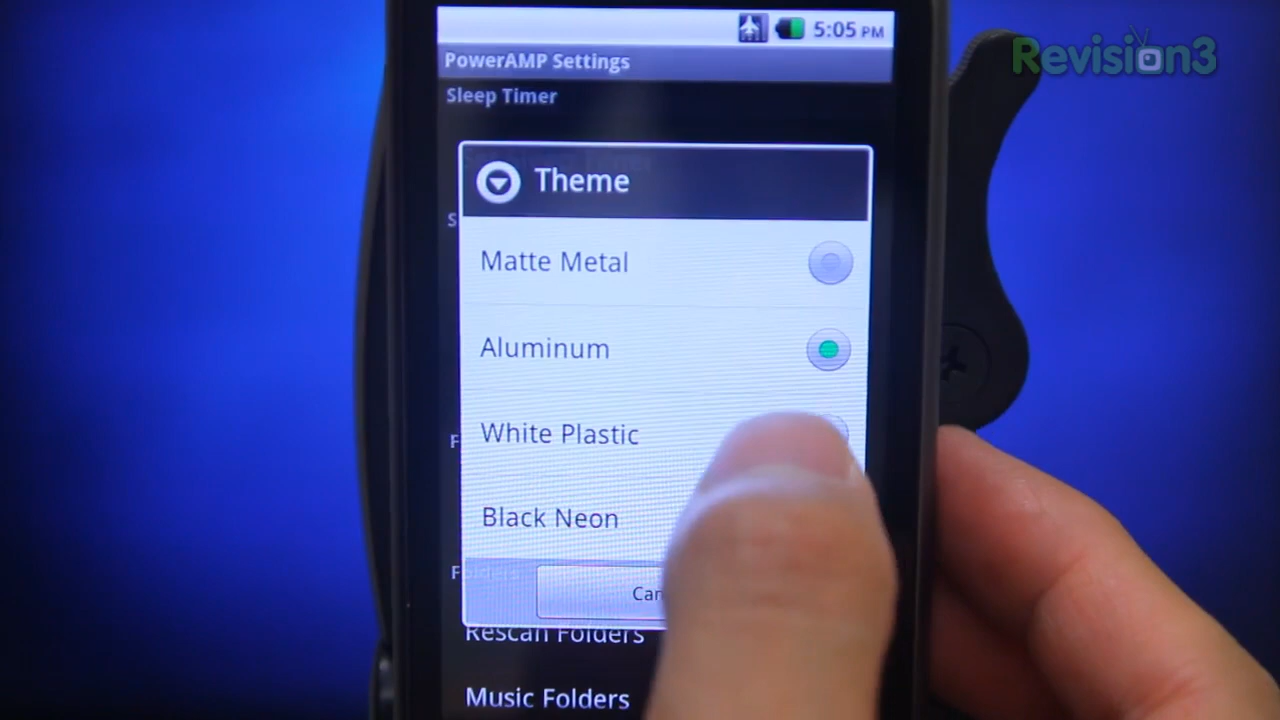 Revision3
5:05 PM
PowerAMP Settings
Sleep Timer
Theme
Matte Metal
Aluminum
White Plastic
Black Neon
Rescan Folders
Music Folders